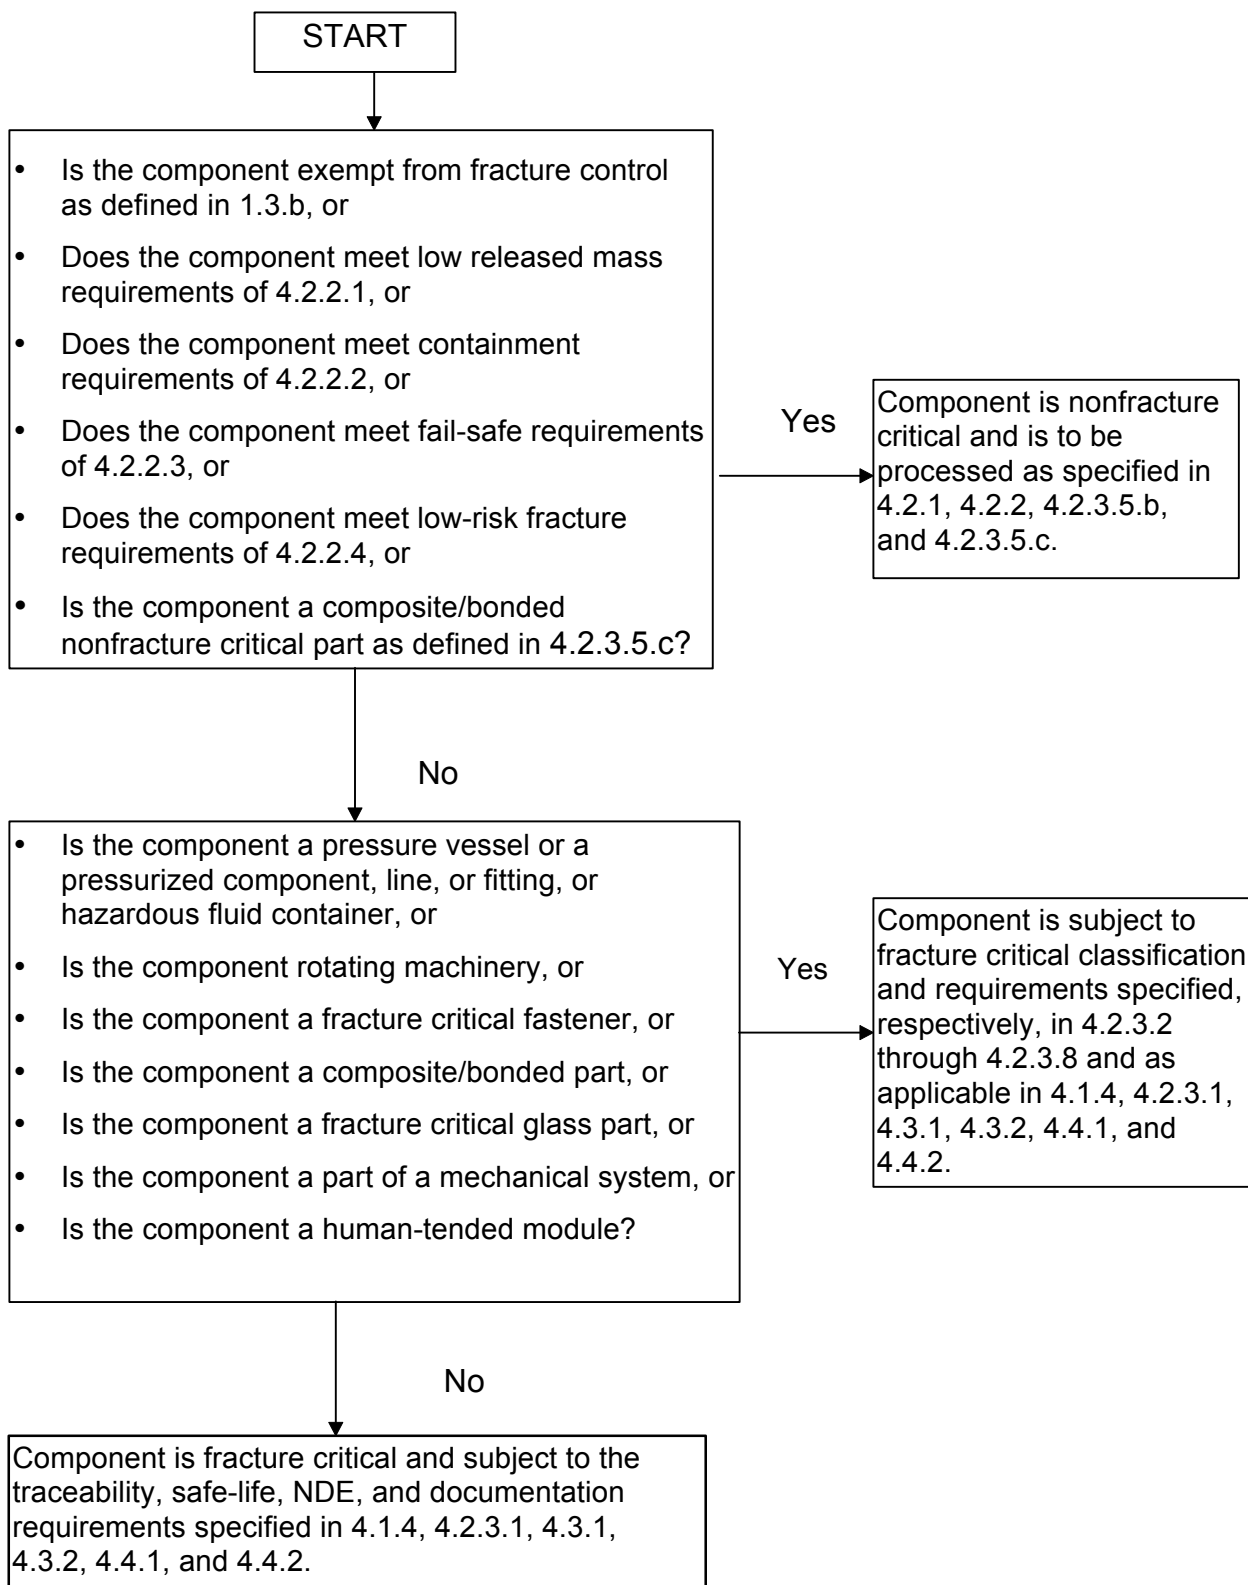 START
• Is the component exempt from fracture control
as defined in 1.3.b, or
• Does the component meet low released mass
requirements of 4.2.2.1, or
• Does the component meet containment
requirements of 4.2.2.2, or
• Does the component meet fail-safe requirements
of 4.2.2.3, or
• Does the component meet low-risk fracture
requirements of 4.2.2.4, or
• Is the component a composite/bonded
nonfracture critical part as defined in 4.2.3.5.c?
Yes
Component is nonfracture
critical and is to be
processed as specified in
4.2.1, 4.2.2, 4.2.3.5.b,
and 4.2.3.5.c.
No
• Is the component a pressure vessel or a
pressurized component, line, or fitting, or
hazardous fluid container, or
• Is the component rotating machinery, or
• Is the component a fracture critical fastener, or
• Is the component a composite/bonded part, or
• Is the component a fracture critical glass part, or
• Is the component a part of a mechanical system, or
• Is the component a human-tended module?
Yes
Component is subject to
fracture critical classification
and requirements specified,
respectively, in 4.2.3.2
through 4.2.3.8 and as
applicable in 4.1.4, 4.2.3.1,
4.3.1, 4.3.2, 4.4.1, and
4.4.2.
No
Component is fracture critical and subject to the
traceability, safe-life, NDE, and documentation
requirements specified in 4.1.4, 4.2.3.1, 4.3.1,
4.3.2, 4.4.1, and 4.4.2.